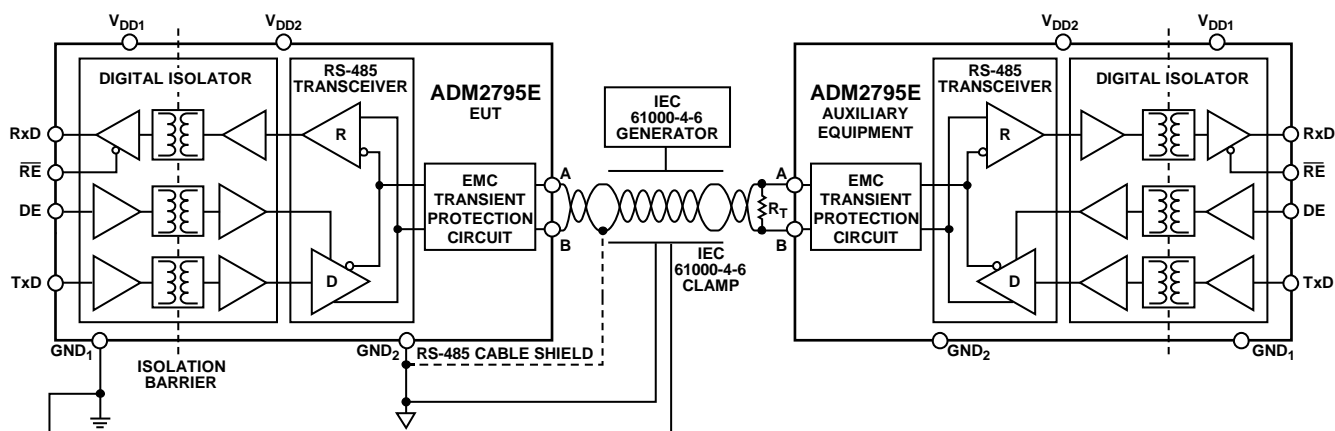 VDD1
VDD2
DIGITAL ISOLATOR
RS-485
TRANSCEIVER
ADM2795E
EUT
RxD
RE
DE
TxD
R
D
EMC
TRANSIENT
PROTECTION
CIRCUIT
A
B
GND1
GND2
ISOLATION
BARRIER
RS-485 CABLE SHIELD
IEC
61000-4-6
GENERATOR
IEC
61000-4-6
CLAMP
RT
VDD2
VDD1
ADM2795E
AUXILIARY
EQUIPMENT
RS-485
TRANSCEIVER
DIGITAL ISOLATOR
A
B
EMC
TRANSIENT
PROTECTION
CIRCUIT
R
D
RxD
RE
DE
TxD
GND2
GND1